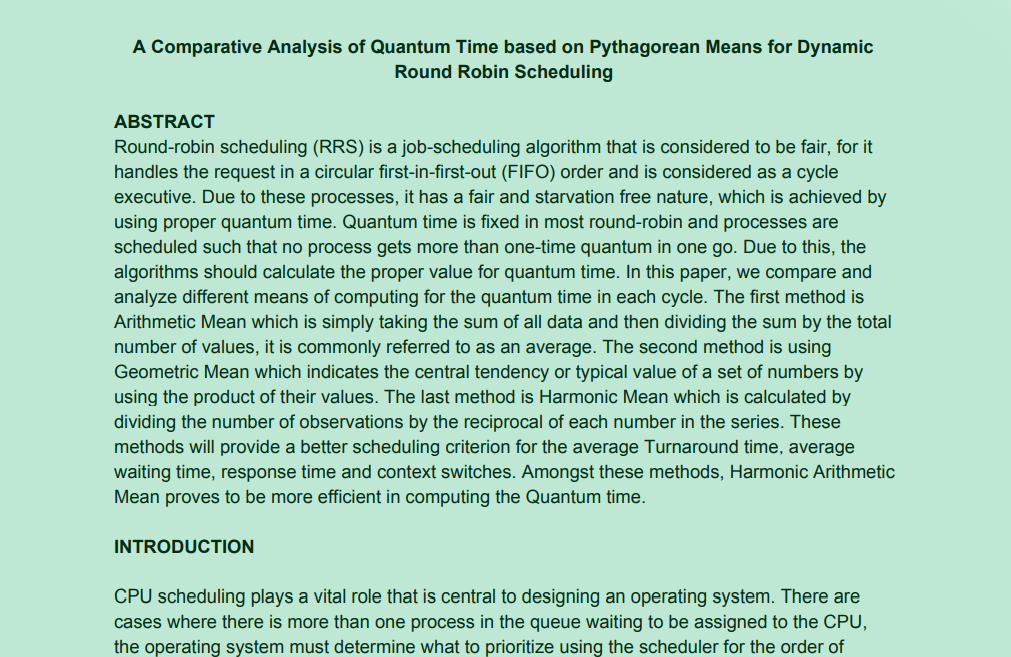 A Comparative Analysis of Quantum Time based on Pythagorean Means for Dynamic
Round Robin Scheduling
ABSTRACT
Round-robin scheduling (RRS) is a job-scheduling algorithm that is considered to be fair, for it
handles the request in a circular first-in-first-out (FIFO) order and is considered as a cycle
executive. Due to these processes, it has a fair and starvation free nature, which is achieved by
using proper quantum time. Quantum time is fixed in most round-robin and processes are
scheduled such that no process gets more than one-time quantum in one go. Due to this, the
algorithms should calculate the proper value for quantum time. In this paper, we compare and
analyze different means of computing for the quantum time in each cycle. The first method is
Arithmetic Mean which is simply taking the sum of all data and then dividing the sum by the total
number of values, it is commonly referred to as an average. The second method is using
Geometric Mean which indicates the central tendency or typical value of a set of numbers by
using the product of their values. The last method is Harmonic Mean which is calculated by
dividing the number of observations by the reciprocal of each number in the series. These
methods will provide a better scheduling criterion for the average Turnaround time, average
waiting time, response time and context switches. Amongst these methods, Harmonic Arithmetic
Mean proves to be more efficient in computing the Quantum time.
INTRODUCTION
CPU scheduling plays a vital role that is central to designing an operating system. There are
cases where there is more than one process in the queue waiting to be assigned to the CPU,
the operating system must determine what to prioritize using the scheduler for the order of